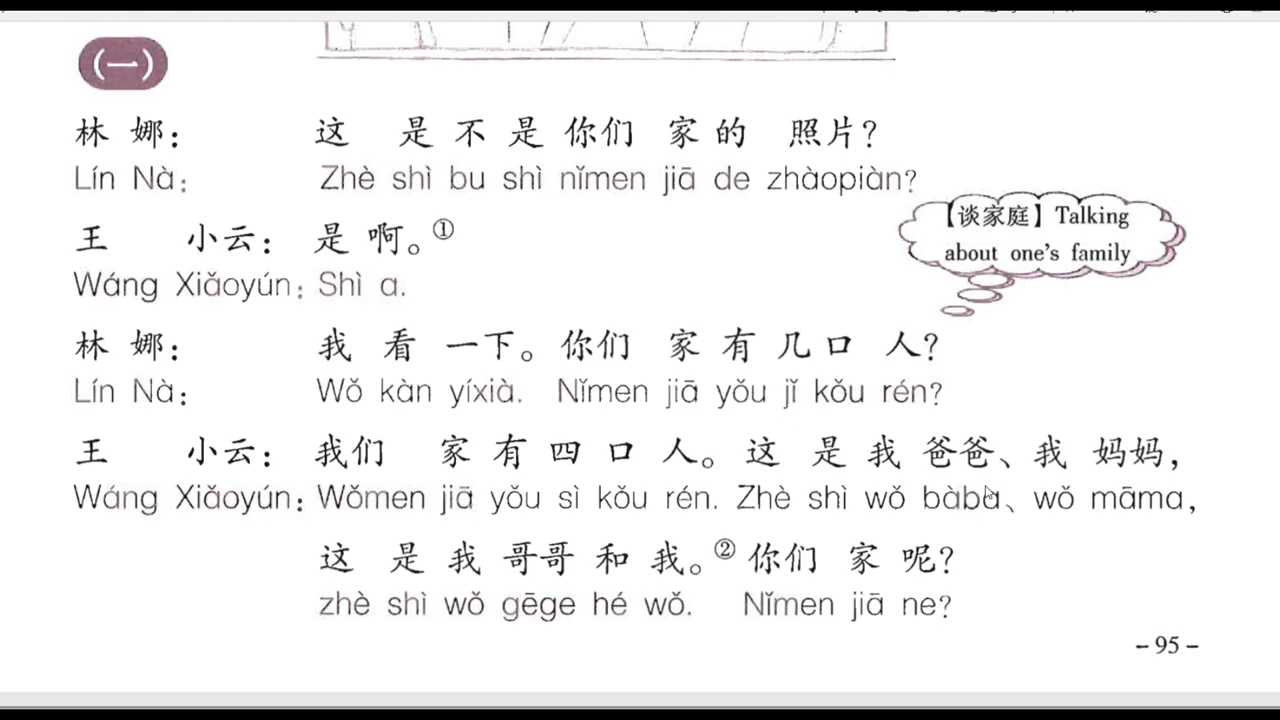 (一)
林 娜: 这 是 不 是 你们 家 的 照片?
Lín Nà: Zhè shì bu shì nǐmen jiā de zhàopiàn?
【谈家庭】Talking
about one's family
王 小云: 是 啊。①
Wáng Xiǎoyún: Shì a.
林 娜: 我 看 一下。你们 家 有 几 口 人?
Lín Nà: Wǒ kàn yíxià. Nǐmen jiā yǒu jǐ kǒu rén?
王 小云: 我们 家 有 四 口 人。这 是 我 爸爸、我 妈妈,
Wáng Xiǎoyún: Wǒmen jiā yǒu sì kǒu rén. Zhè shì wǒ bàba、wǒ māma,
这 是 我 哥哥 和 我。② 你们 家 呢?
zhè shì wǒ gēge hé wǒ. Nǐmen jiā ne?
– 95 –